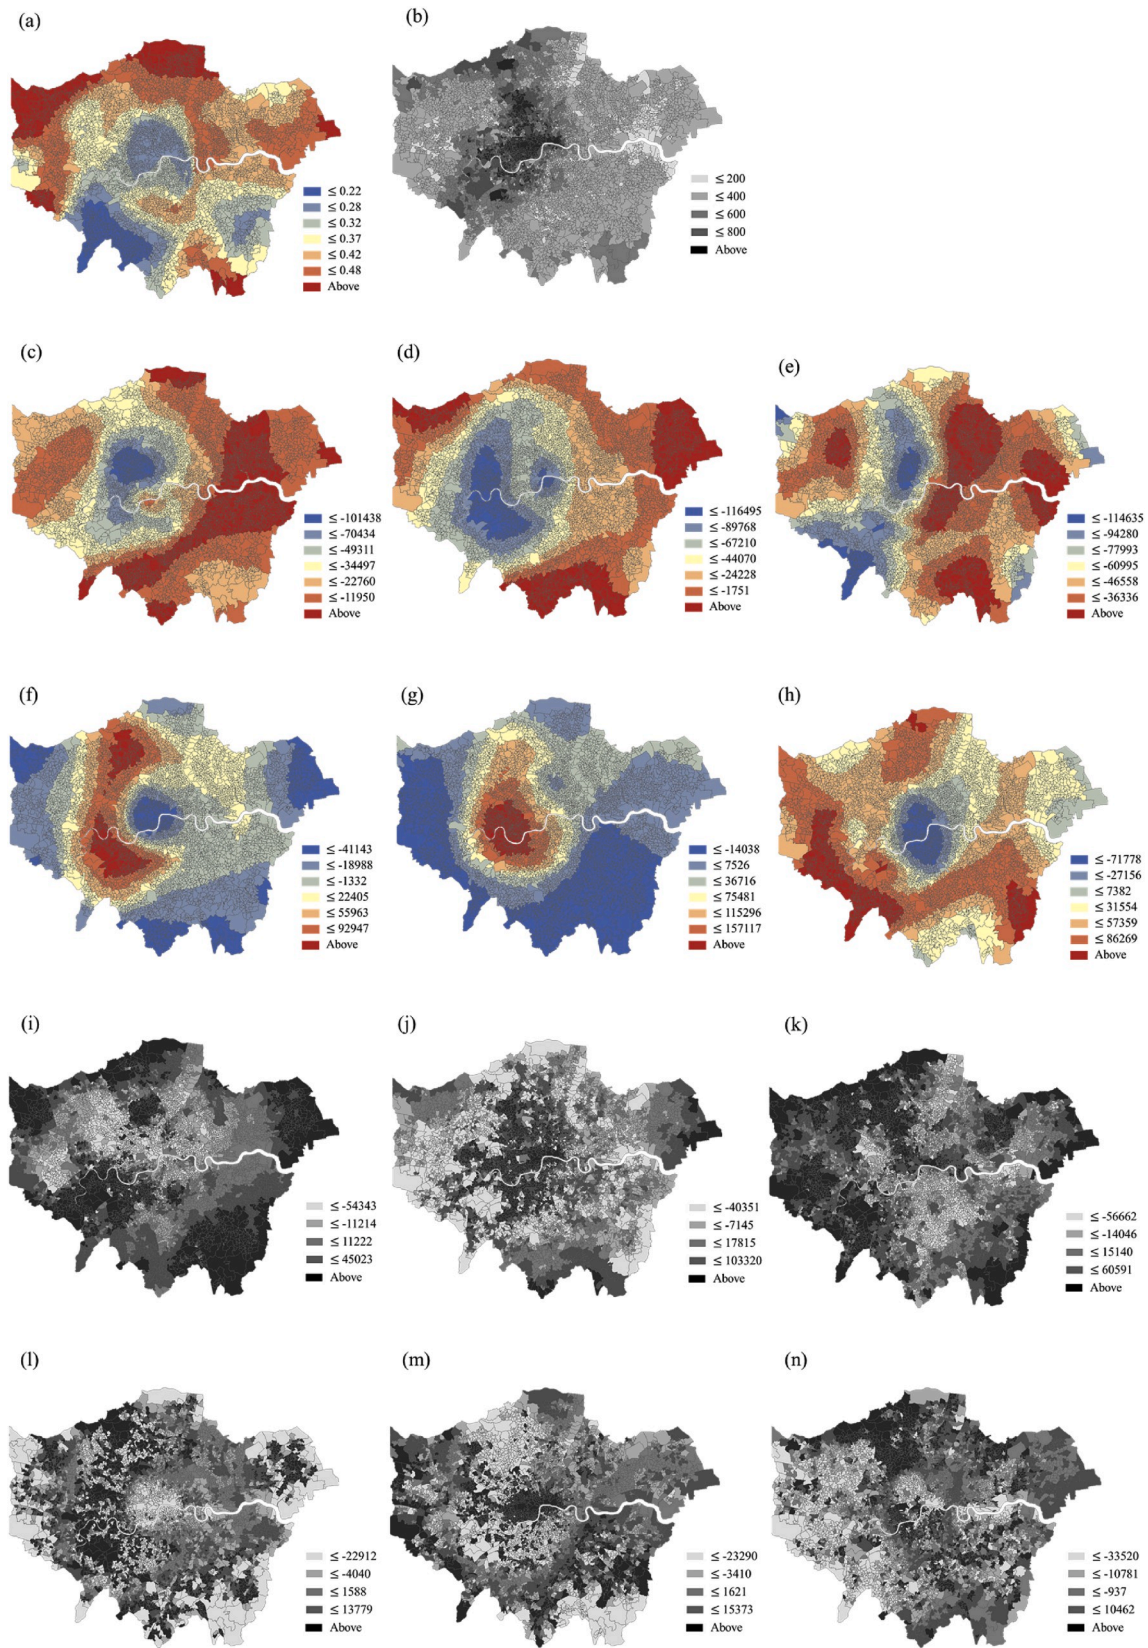 (a)
≤ 0.22
≤ 0.28
≤ 0.32
≤ 0.37
≤ 0.42
≤ 0.48
Above
(b)
≤ 200
≤ 400
≤ 600
≤ 800
Above
(c)
≤ -101438
≤ -70434
≤ -49311
≤ -34497
≤ -22760
≤ -11950
Above
(d)
≤ -116495
≤ -89768
≤ -67210
≤ -44070
≤ -24228
≤ -1751
Above
(e)
≤ -114635
≤ -94280
≤ -77993
≤ -60995
≤ -46558
≤ -36336
Above
(f)
≤ -41143
≤ -18988
≤ -1332
≤ 22405
≤ 55963
≤ 92947
Above
(g)
≤ -14038
≤ 7526
≤ 36716
≤ 75481
≤ 115296
≤ 157117
Above
(h)
≤ -71778
≤ -27156
≤ 7382
≤ 31554
≤ 57359
≤ 86269
Above
(i)
≤ -54343
≤ -11214
≤ 11222
≤ 45023
Above
(j)
≤ -40351
≤ -7145
≤ 17815
≤ 103320
Above
(k)
≤ -56662
≤ -14046
≤ 15140
≤ 60591
Above
(l)
≤ -22912
≤ -4040
≤ 1588
≤ 13779
Above
(m)
≤ -23290
≤ -3410
≤ 1621
≤ 15373
Above
(n)
≤ -33520
≤ -10781
≤ -937
≤ 10462
Above